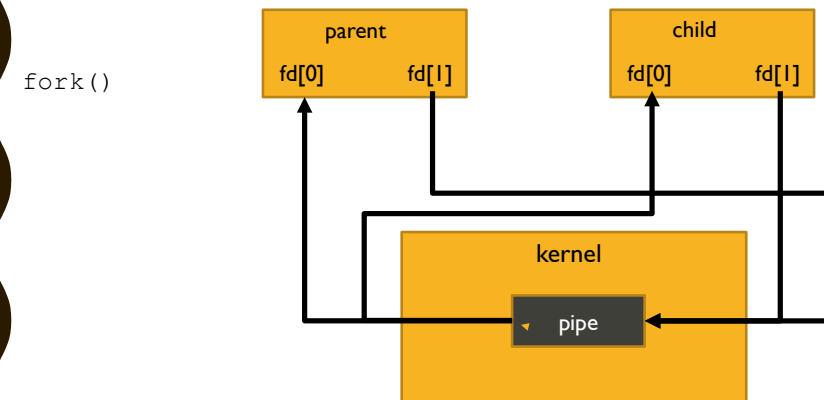 parent
child
fd[0]
fd[1]
fd[0]
fd[1]
fork()
kernel
pipe